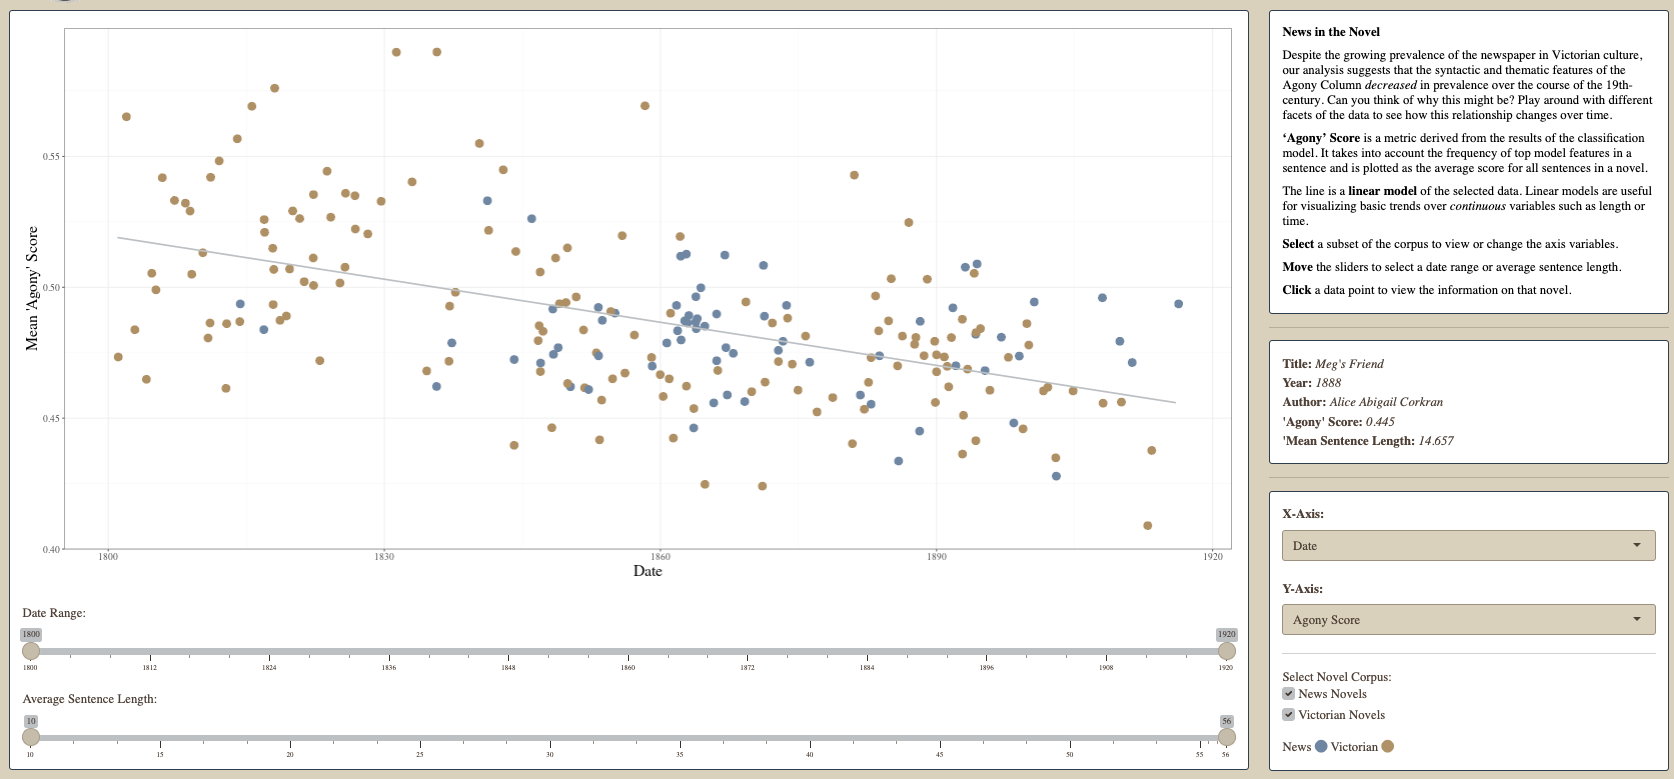 0.55
0.50
0.45
0.40
Mean 'Agony' Score
1800 1830 1860 1890 1920
Date
Date Range:
1800 1920
1800 1812 1824 1836 1848 1860 1872 1884 1896 1908 1920
Average Sentence Length:
10 56
10 15 20 25 30 35 40 45 50 55 56
News in the Novel
Despite the growing prevalence of the newspaper in Victorian culture,
our analysis suggests that the syntactic and thematic features of the
Agony Column decreased in prevalence over the course of the 19th-
century. Can you think of why this might be? Play around with different
facets of the data to see how this relationship changes over time.
‘Agony’ Score is a metric derived from the results of the classification
model. It takes into account the frequency of top model features in a
sentence and is plotted as the average score for all sentences in a novel.
The line is a linear model of the selected data. Linear models are useful
for visualizing basic trends over continuous variables such as length or
time.
Select a subset of the corpus to view or change the axis variables.
Move the sliders to select a date range or average sentence length.
Click a data point to view the information on that novel.
Title: Meg's Friend
Year: 1888
Author: Alice Abigail Corkran
'Agony' Score: 0.445
'Mean Sentence Length: 14.657
X-Axis:
Date
Y-Axis:
Agony Score
Select Novel Corpus:
News Novels
Victorian Novels
News Victorian